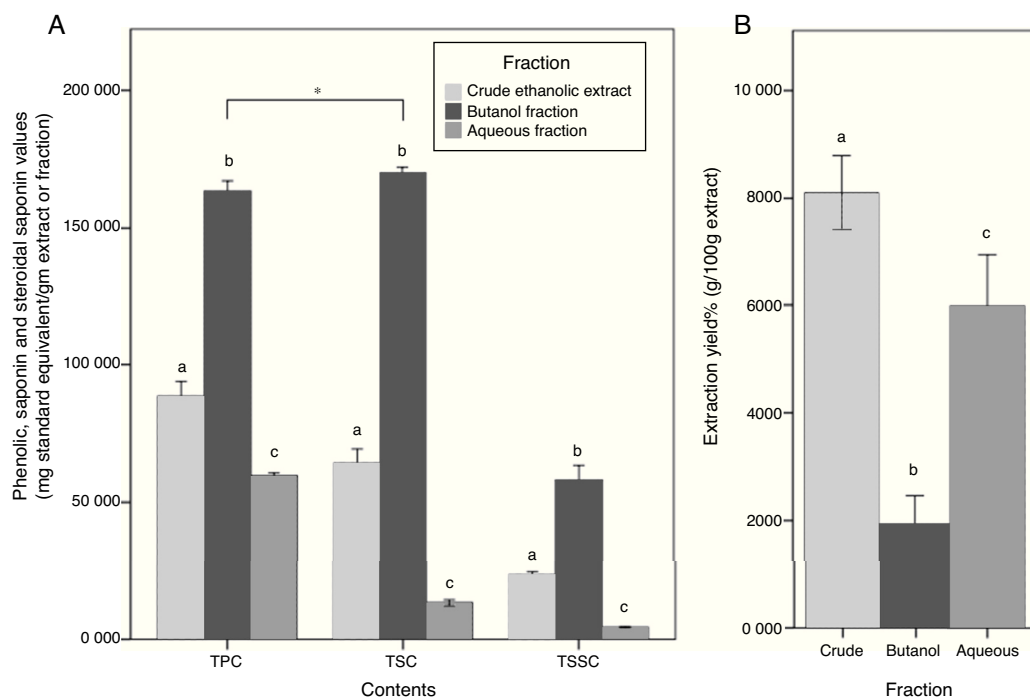 A
Phenolic, saponin and steroidal saponin values
(mg standard equivalent/gm extract or fraction)
200 000
150 000
100 000
50 000
0 000
Fraction
Crude ethanolic extract
Butanol fraction
Aqueous fraction
*
a
b
c
a
b
c
a
b
c
TPC
TSC
TSSC
Contents
B
Extraction yield% (g/100g extract)
10 000
8000
6000
4000
2000
0 000
a
b
c
Crude
Butanol
Aqueous
Fraction